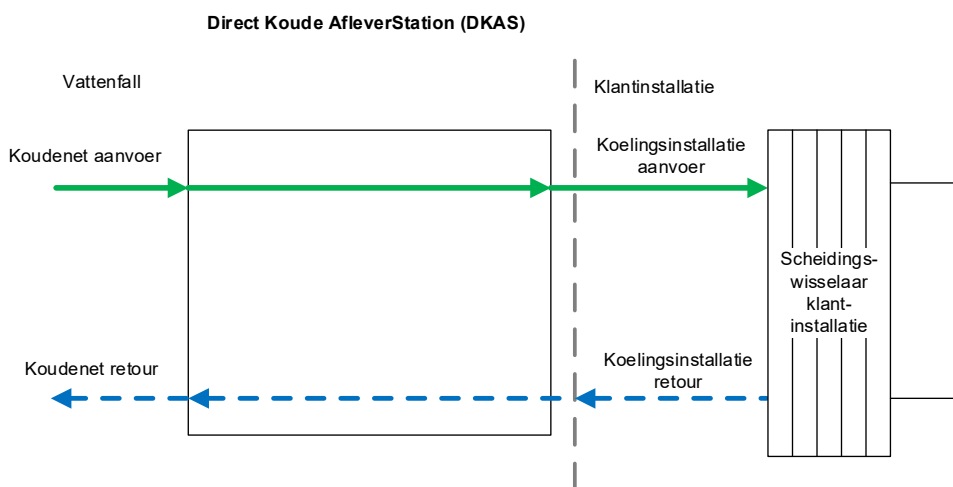 Direct Koude AfleverStation (DKAS)
Vattenfall
Klantinstallatie
Koudenet aanvoer
Koelingsinstallatie
aanvoer
Scheidings-
wisselaar
klant-
installatie
Koudenet retour
Koelingsinstallatie
retour